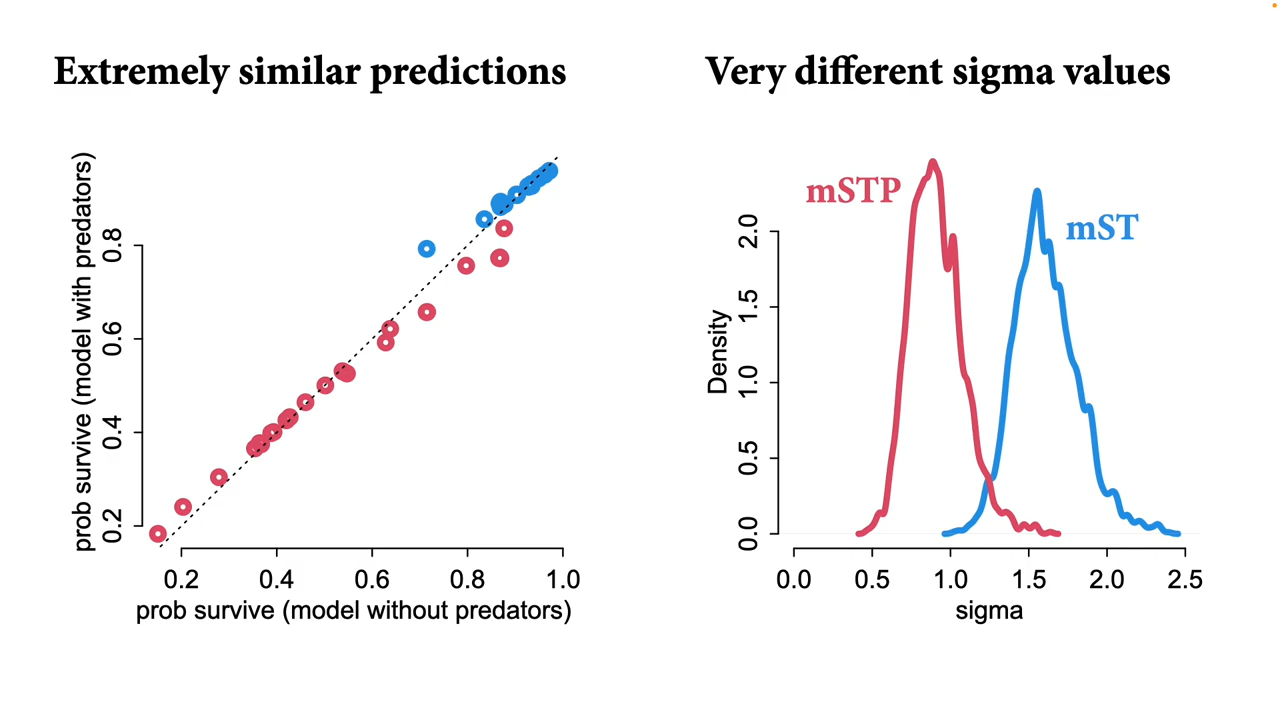 Extremely similar predictions
Very different sigma values
prob survive (model with predators)
0.2 0.4 0.6 0.8
0.2 0.4 0.6 0.8 1.0
prob survive (model without predators)
mSTP
mST
Density
0.0 0.5 1.0 1.5 2.0
0.0 0.5 1.0 1.5 2.0 2.5
sigma